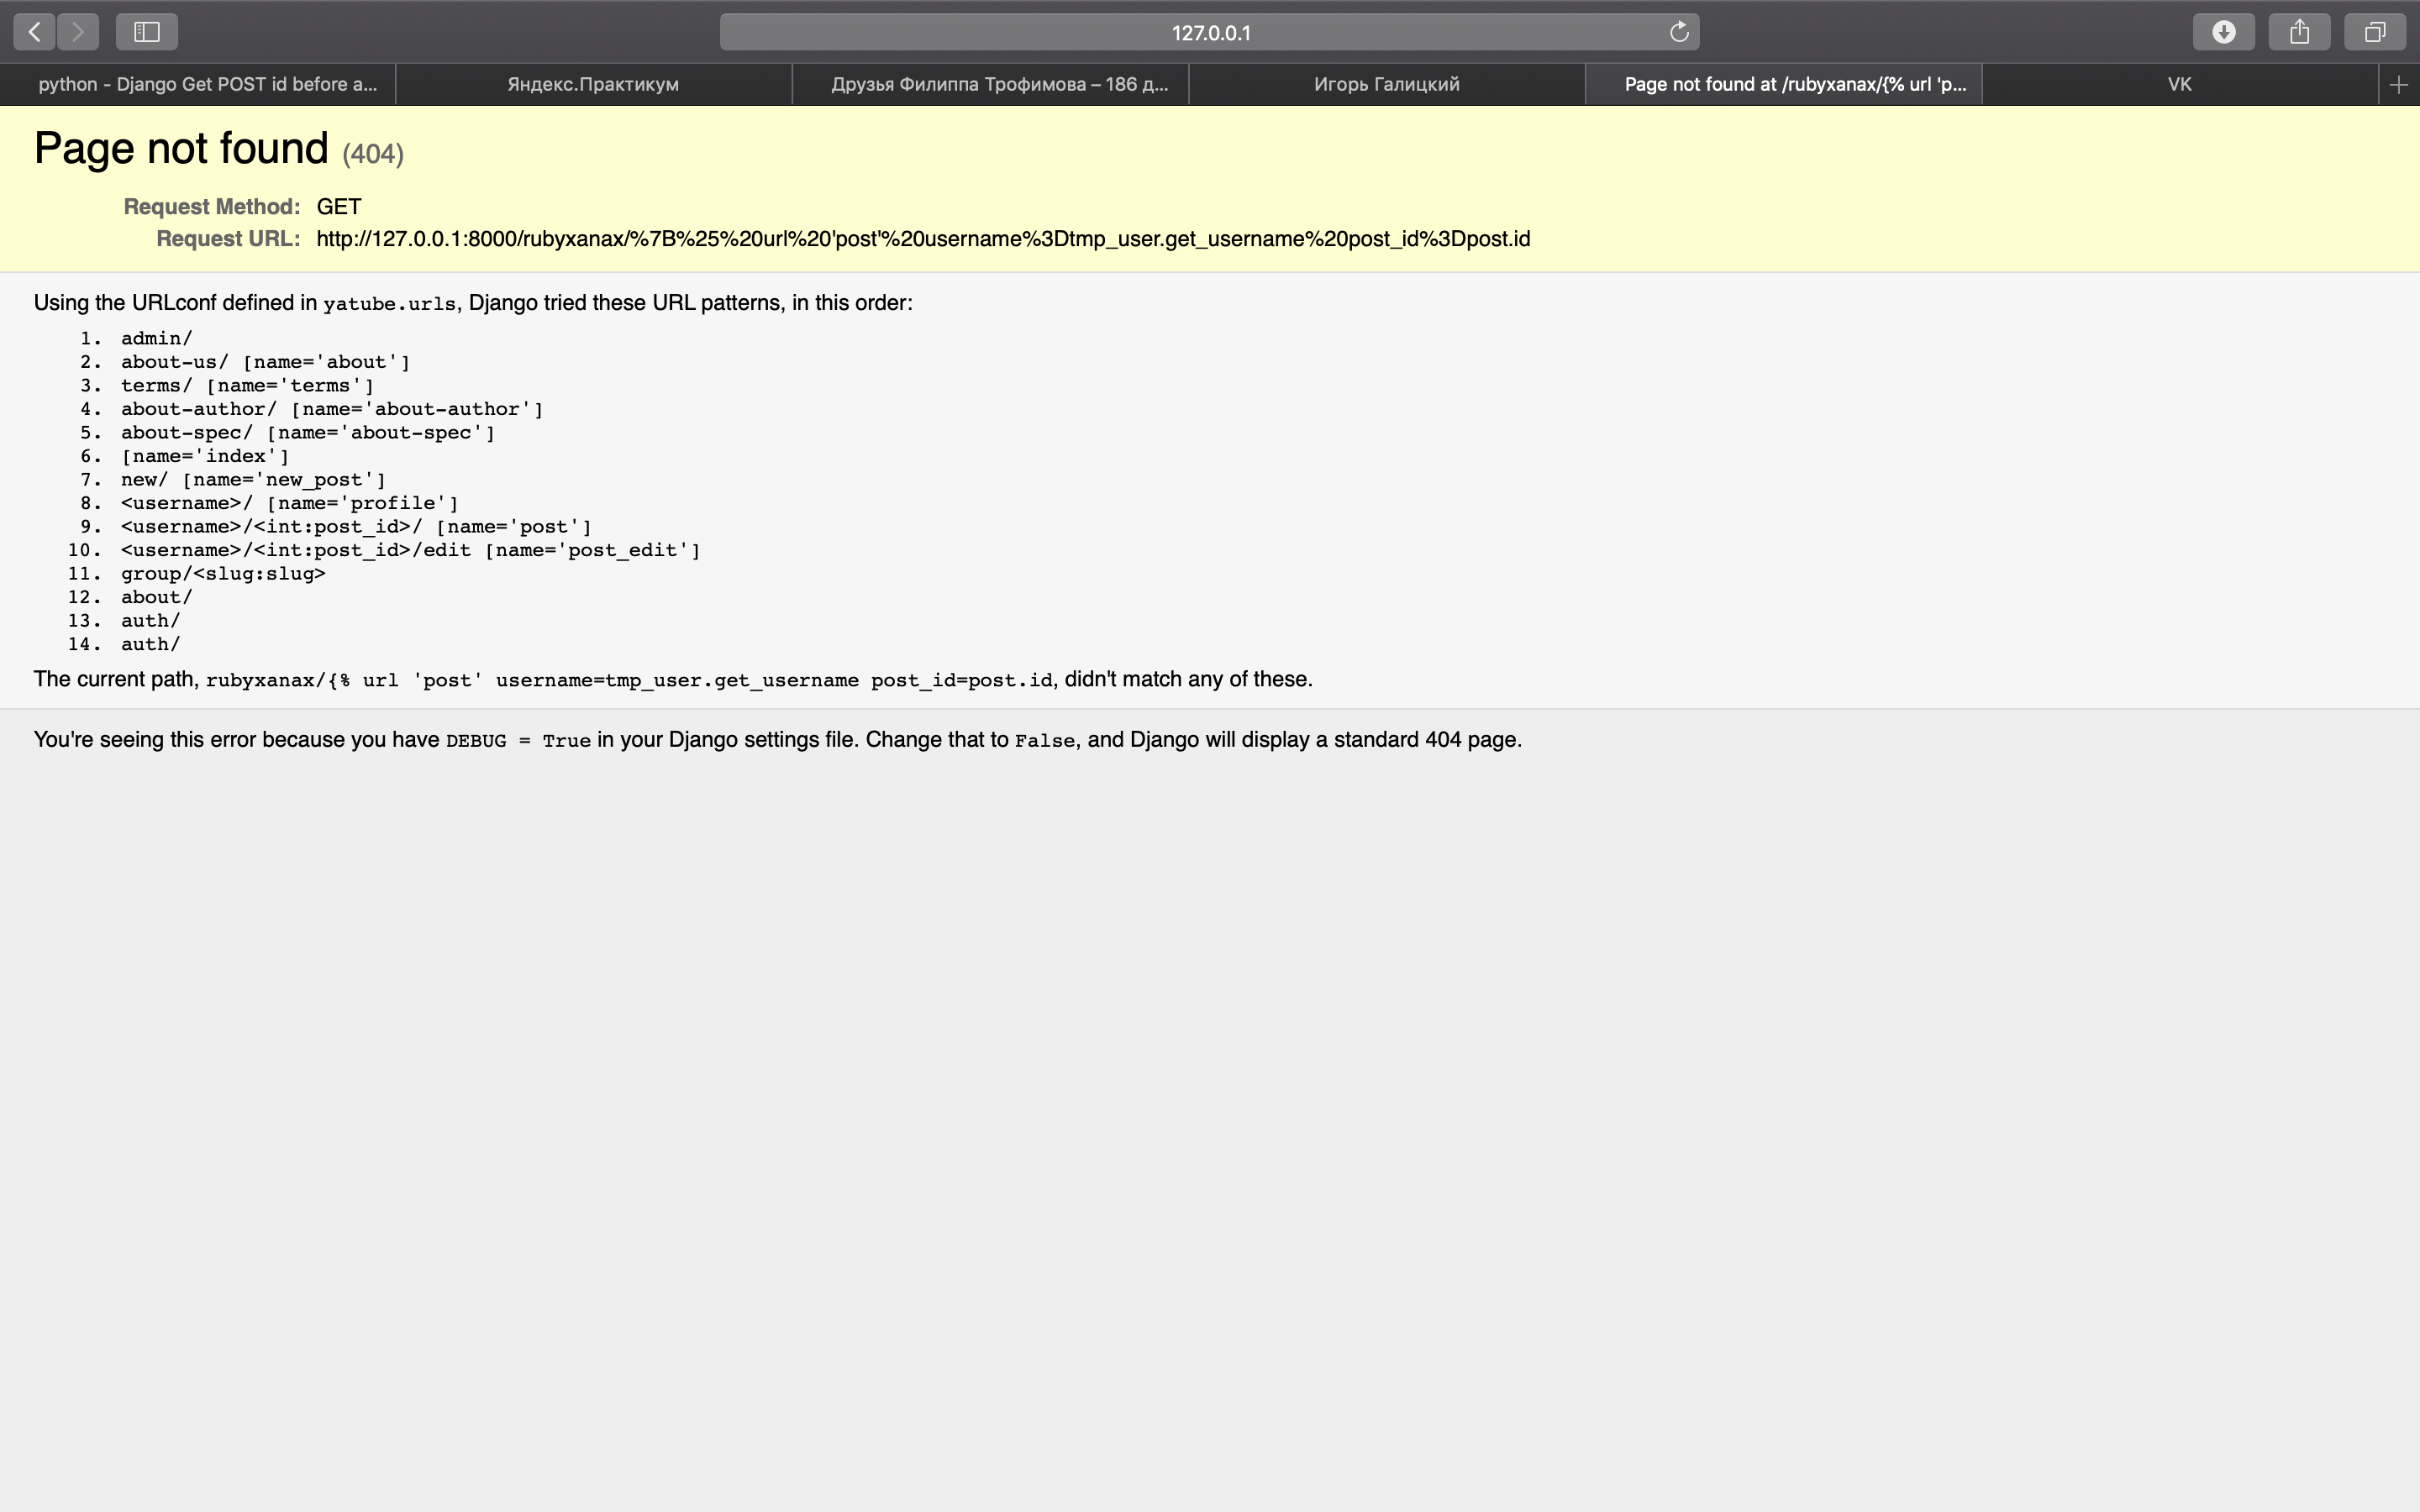 127.0.0.1
python - Django Get POST id before a...
Яндекс.Практикум
Друзья Филиппа Трофимова – 186 д...
Игорь Галицкий
Page not found at /rubyxanax/{% url 'p...
VK
Page not found (404)
Request Method: GET
Request URL: http://127.0.0.1:8000/rubyxanax/%7B%25%20url%20'post'%20username%3Dtmp_user.get_username%20post_id%3Dpost.id
Using the URLconf defined in yatube.urls, Django tried these URL patterns, in this order:
1. admin/
2. about-us/ [name='about']
3. terms/ [name='terms']
4. about-author/ [name='about-author']
5. about-spec/ [name='about-spec']
6. [name='index']
7. new/ [name='new_post']
8. <username>/ [name='profile']
9. <username>/<int:post_id>/ [name='post']
10. <username>/<int:post_id>/edit [name='post_edit']
11. group/<slug:slug>
12. about/
13. auth/
14. auth/
The current path, rubyxanax/{% url 'post' username=tmp_user.get_username post_id=post.id, didn't match any of these.
You're seeing this error because you have DEBUG = True in your Django settings file. Change that to False, and Django will display a standard 404 page.